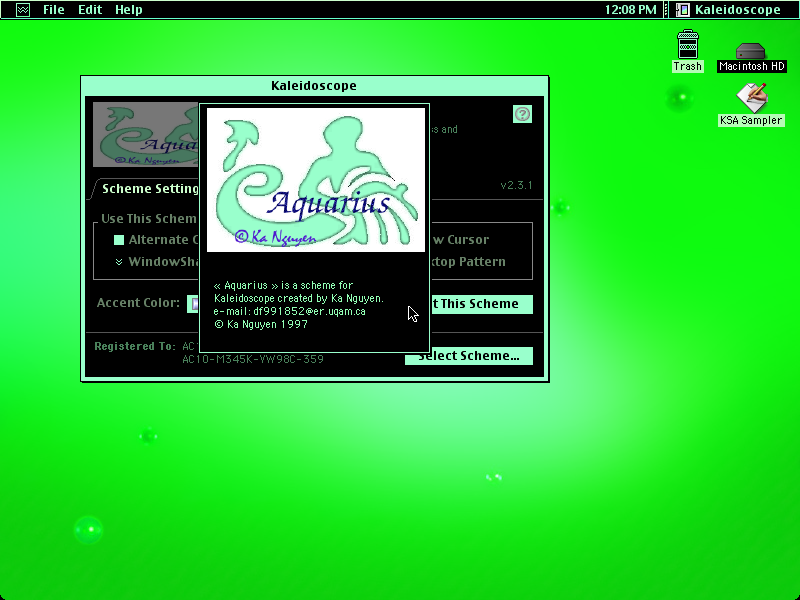 File Edit Help 12:08 PM Kaleidoscope
Trash
Macintosh HD
KSA Sampler
Kaleidoscope
Aqua
© Ka Nguyen
and
v2.3.1
Aquarius
© Ka Nguyen
Scheme Setting
Use This Schem
Alternate C
w Cursor
WindowSha
ktop Pattern
Accent Color:
t This Scheme
« Aquarius » is a scheme for
Kaleidoscope created by Ka Nguyen.
e-mail: df991852@er.uqam.ca
© Ka Nguyen 1997
Registered To: AC
AC10-M345K-VW98C-359
Select Scheme...